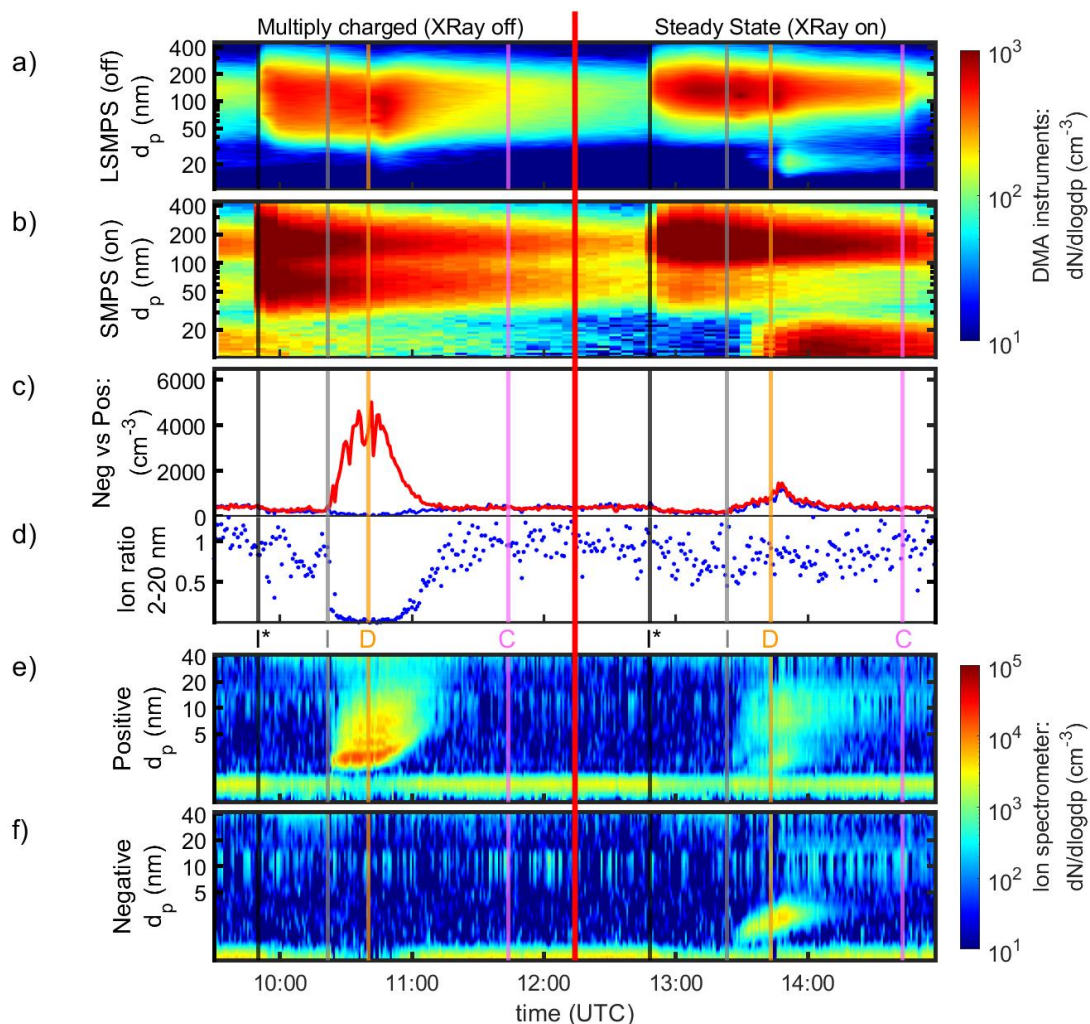 Multiply charged (XRay off)
Steady State (XRay on)
a)
LSMPS (off)
d_p (nm)
400
200
100
50
20
10^3
10^2
10^1
DMA instruments:
dN/dlogdp (cm^-3)
b)
SMPS (on)
d_p (nm)
400
200
100
50
20
c)
Neg vs Pos:
(cm^-3)
6000
4000
2000
0
d)
Ion ratio
2-20 nm
0
1
0.5
I* I D C I* I D C
e)
Positive
d_p (nm)
40
20
10
5
10^5
10^4
10^3
10^2
10^1
Ion spectrometer:
dN/dlogdp (cm^-3)
f)
Negative
d_p (nm)
40
20
10
5
10:00 11:00 12:00 13:00 14:00
time (UTC)